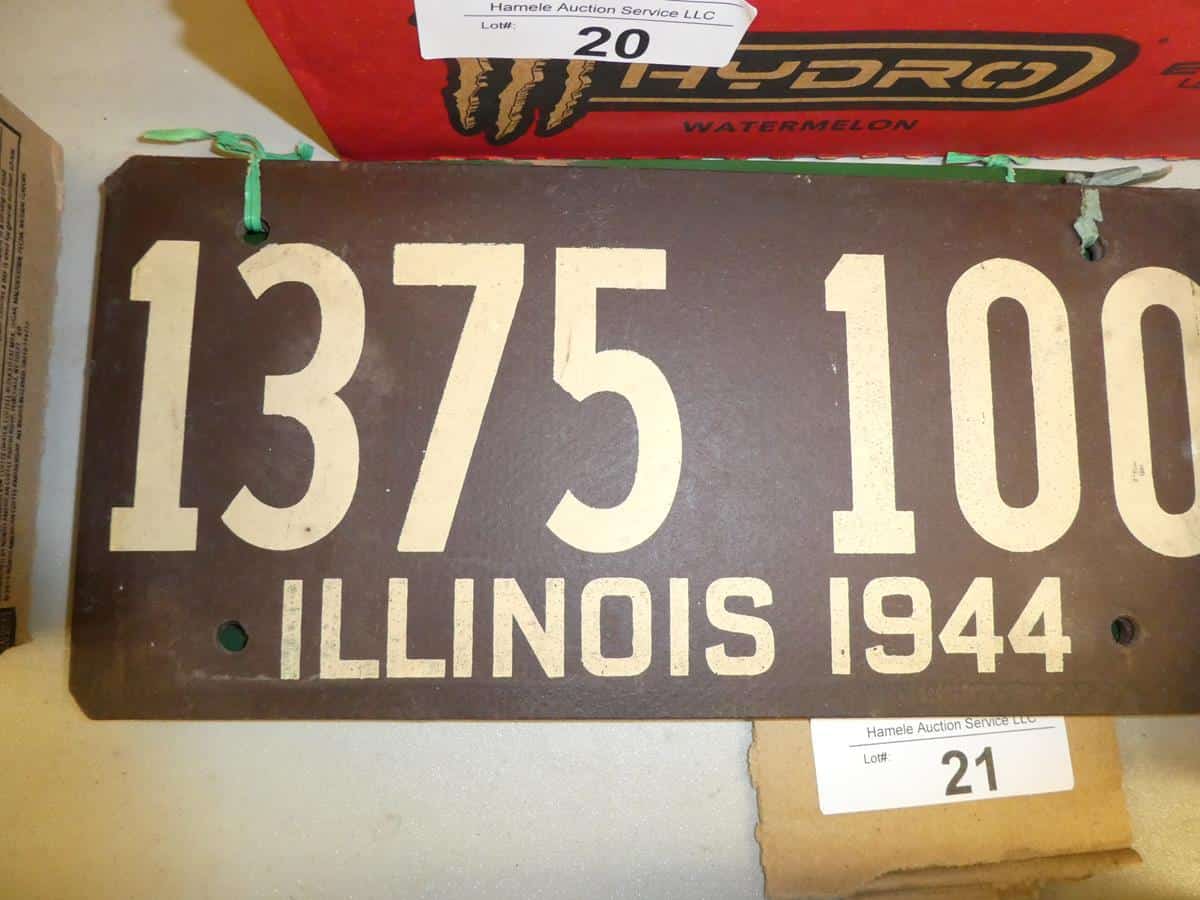 Hamele Auction Service LLC
Lot#: 20
HYDRO
WATERMELON
1375 100
ILLINOIS 1944
Hamele Auction Service LLC
Lot#: 21